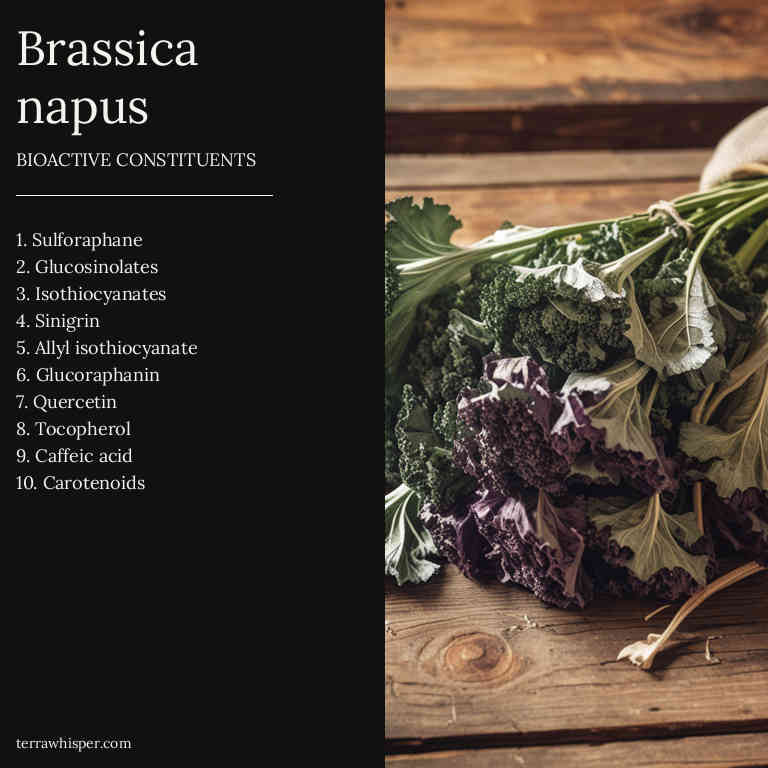 Brassica
napus
BIOACTIVE CONSTITUENTS
1. Sulforaphane
2. Glucosinolates
3. Isothiocyanates
4. Sinigrin
5. Allyl isothiocyanate
6. Glucoraphanin
7. Quercetin
8. Tocopherol
9. Caffeic acid
10. Carotenoids
terrawhisper.com